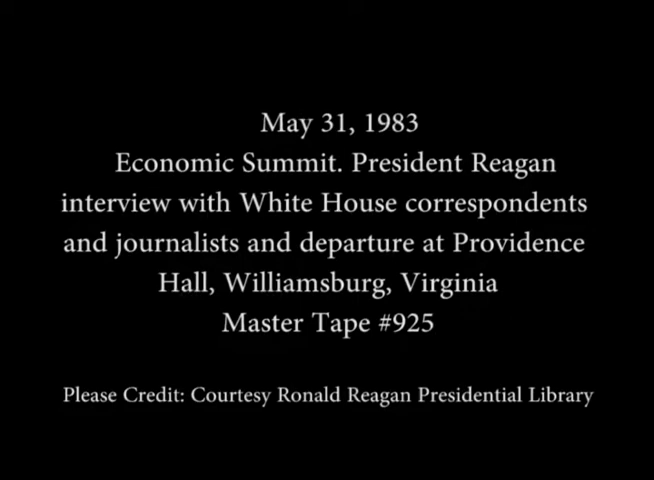 May 31, 1983
Economic Summit. President Reagan
interview with White House correspondents
and journalists and departure at Providence
Hall, Williamsburg, Virginia
Master Tape #925
Please Credit: Courtesy Ronald Reagan Presidential Library